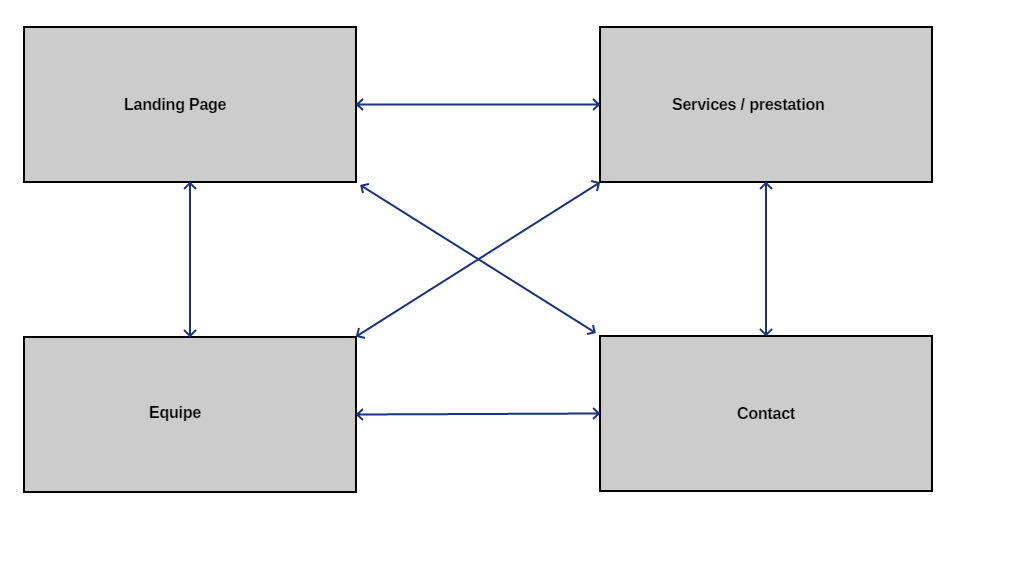 Landing Page
Services / prestation
Equipe
Contact